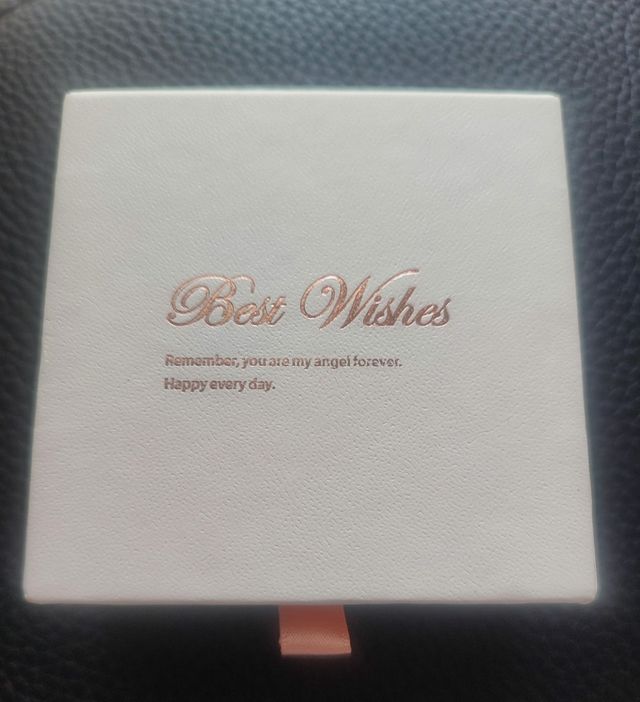 Best Wishes
Remember, you are my angel forever.
Happy every day.